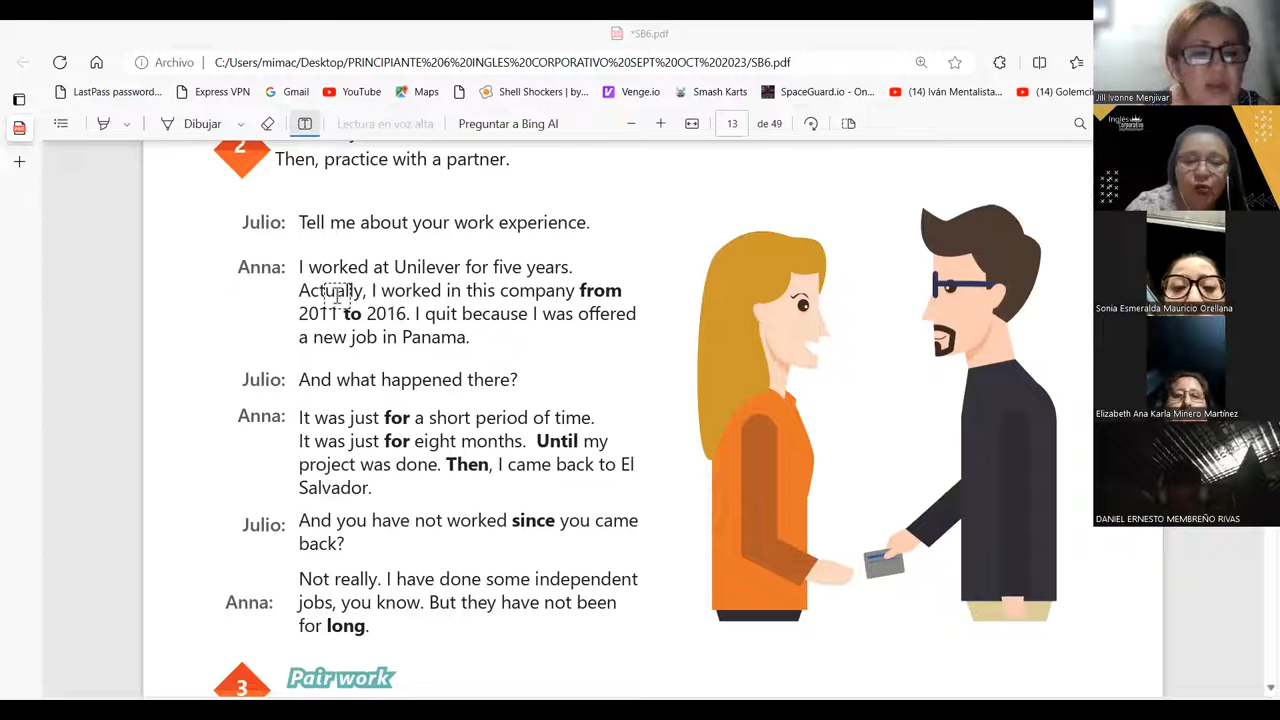 *SB6.pdf
Archivo C:/Users/mimac/Desktop/PRINCIPIANTE%206%20INGLES%20CORPORATIVO%20SEPT%20OCT%202023/SB6.pdf
LastPass password... Express VPN Gmail YouTube Maps Shell Shockers | by... Venge.io Smash Karts SpaceGuard.io - On... (14) Iván Mentalista... (14) Golemcit
Dibujar Lectura en voz alta Preguntar a Bing AI 13 de 49
2
Then, practice with a partner.
Julio: Tell me about your work experience.
Anna: I worked at Unilever for five years.
Actually, I worked in this company from
2011 to 2016. I quit because I was offered
a new job in Panama.
Julio: And what happened there?
Anna: It was just for a short period of time.
It was just for eight months. Until my
project was done. Then, I came back to El
Salvador.
Julio: And you have not worked since you came
back?
Not really. I have done some independent
Anna: jobs, you know. But they have not been
for long.
3 Pair work
Jill Ivonne Menjivar
Inglés
Corporativo
Sonia Esmeralda Mauricio Orellana
Elizabeth Ana Karla Minero Martínez
DANIEL ERNESTO MEMBREÑO RIVAS